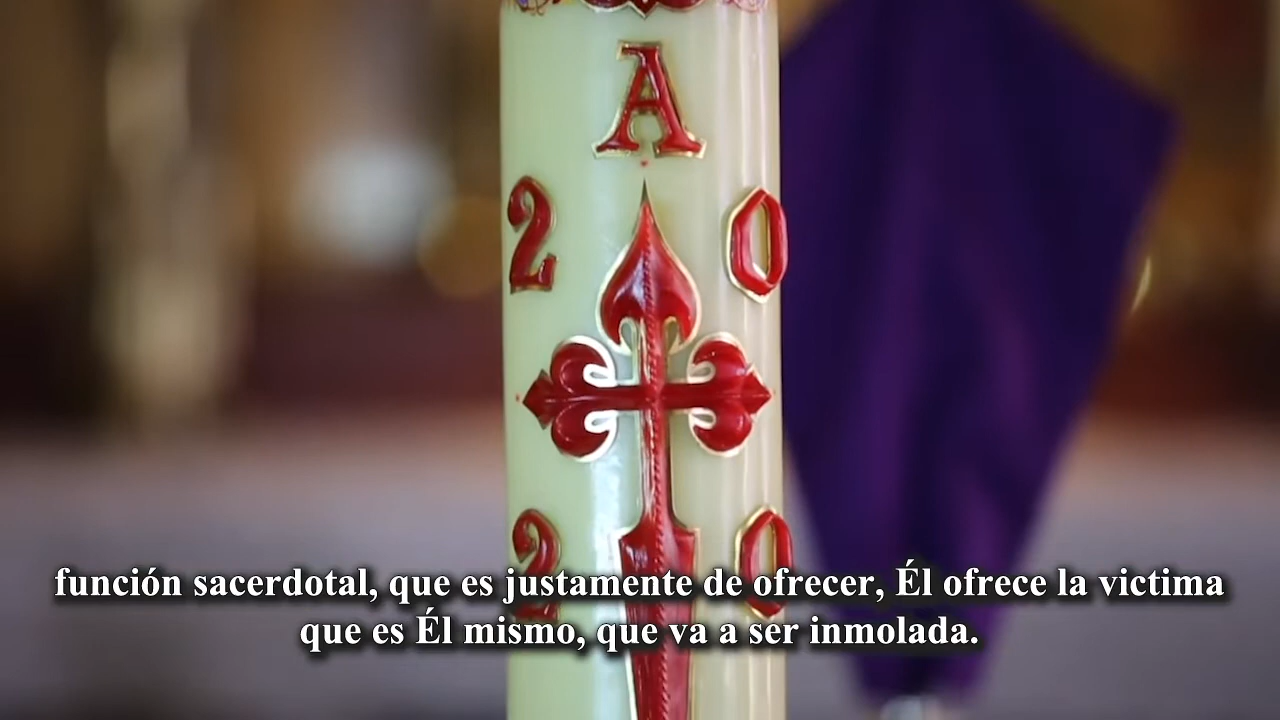 A
2 0
2 0
función sacerdotal, que es justamente de ofrecer, Él ofrece la victima
que es Él mismo, que va a ser inmolada.